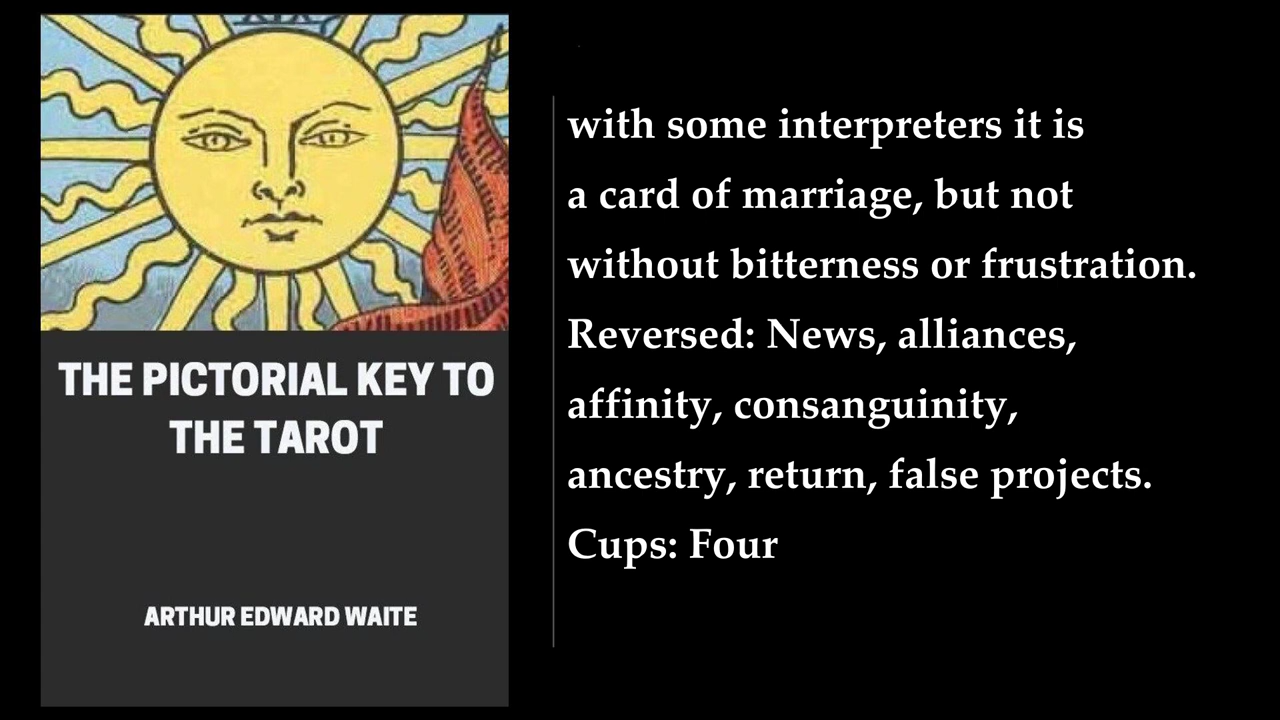 XIX
THE PICTORIAL KEY TO
THE TAROT
ARTHUR EDWARD WAITE
with some interpreters it is
a card of marriage, but not
without bitterness or frustration.
Reversed: News, alliances,
affinity, consanguinity,
ancestry, return, false projects.
Cups: Four